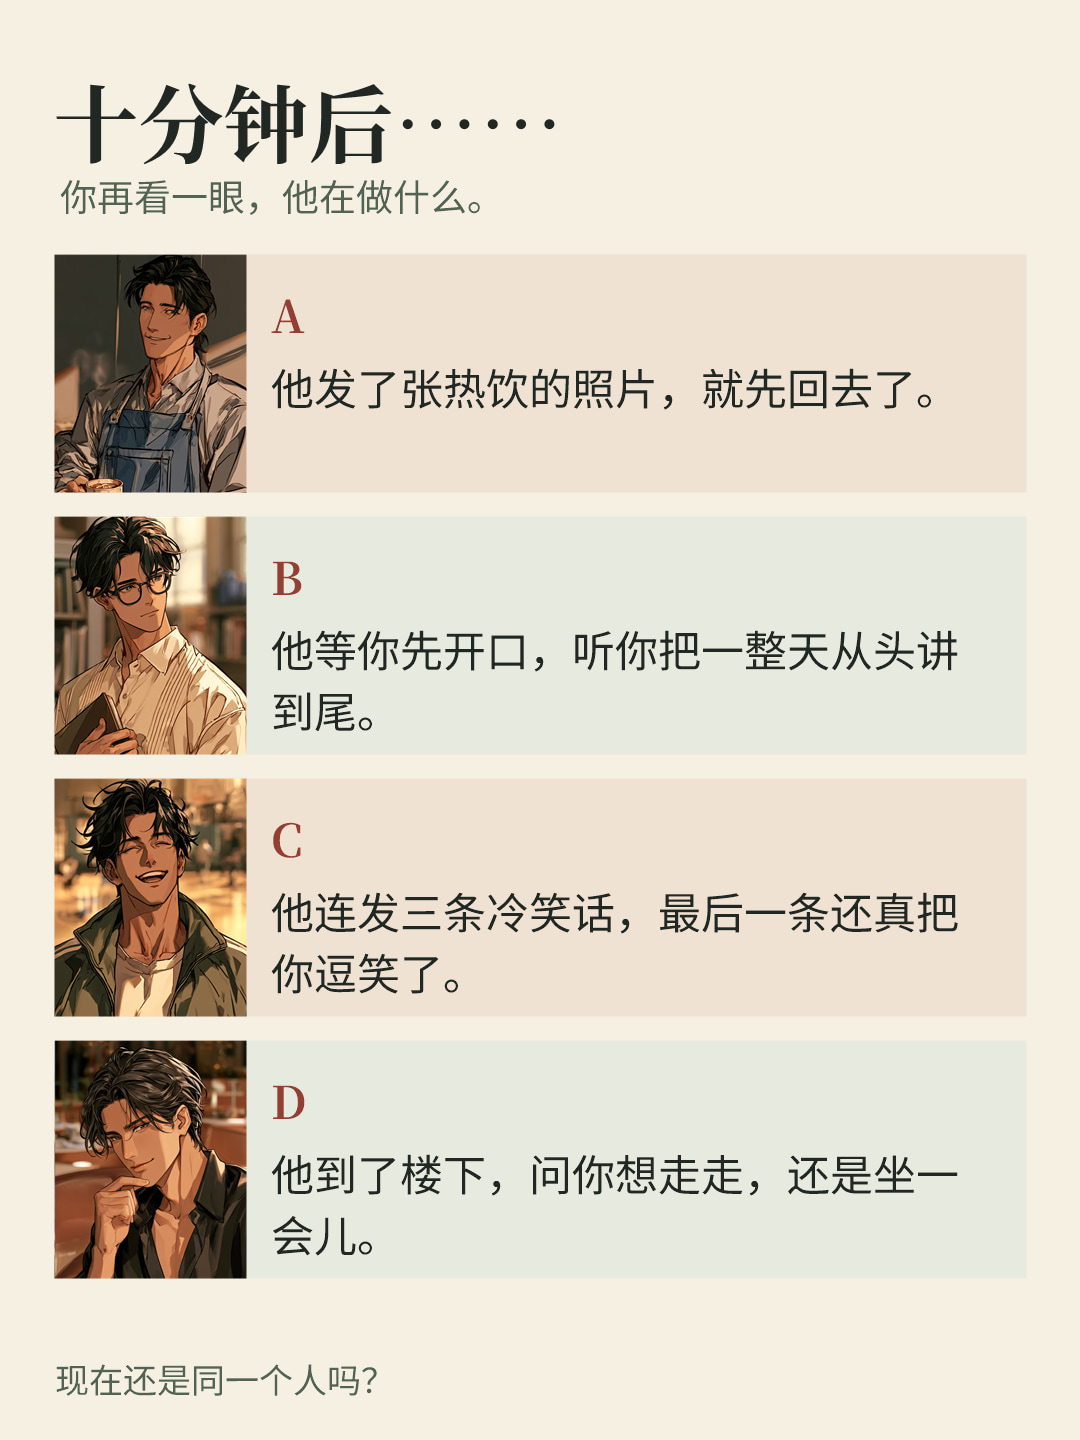 十分钟后……
你再看一眼，他在做什么。
A
他发了张热饮的照片，就先回去了。
B
他等你先开口，听你把一整天从头讲
到尾。
C
他连发三条冷笑话，最后一条还真把
你逗笑了。
D
他到了楼下，问你想走走，还是坐一
会儿。
现在还是同一个人吗？